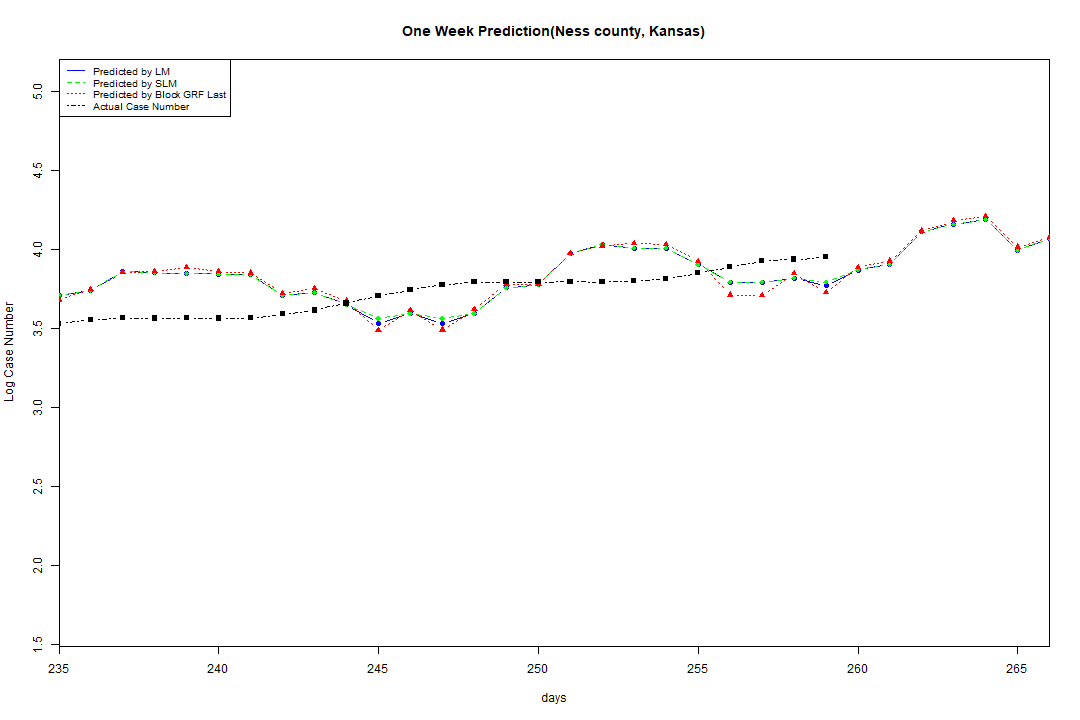 One Week Prediction(Ness county, Kansas)
Predicted by LM
Predicted by SLM
Predicted by Block GRF Last
Actual Case Number
5.0
4.5
4.0
3.5
3.0
2.5
2.0
1.5
Log Case Number
235 240 245 250 255 260 265
days